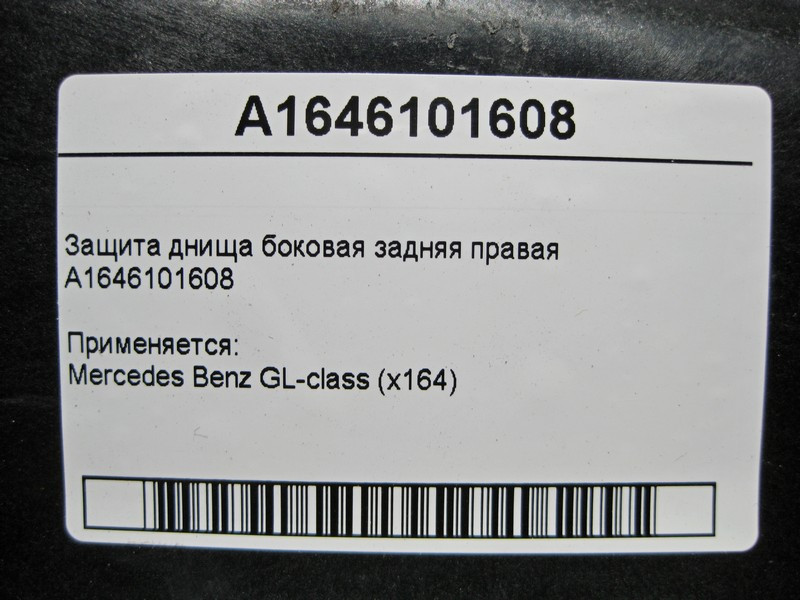 A1646101608
Защита днища боковая задняя правая
A1646101608
Применяется:
Mercedes Benz GL-class (x164)